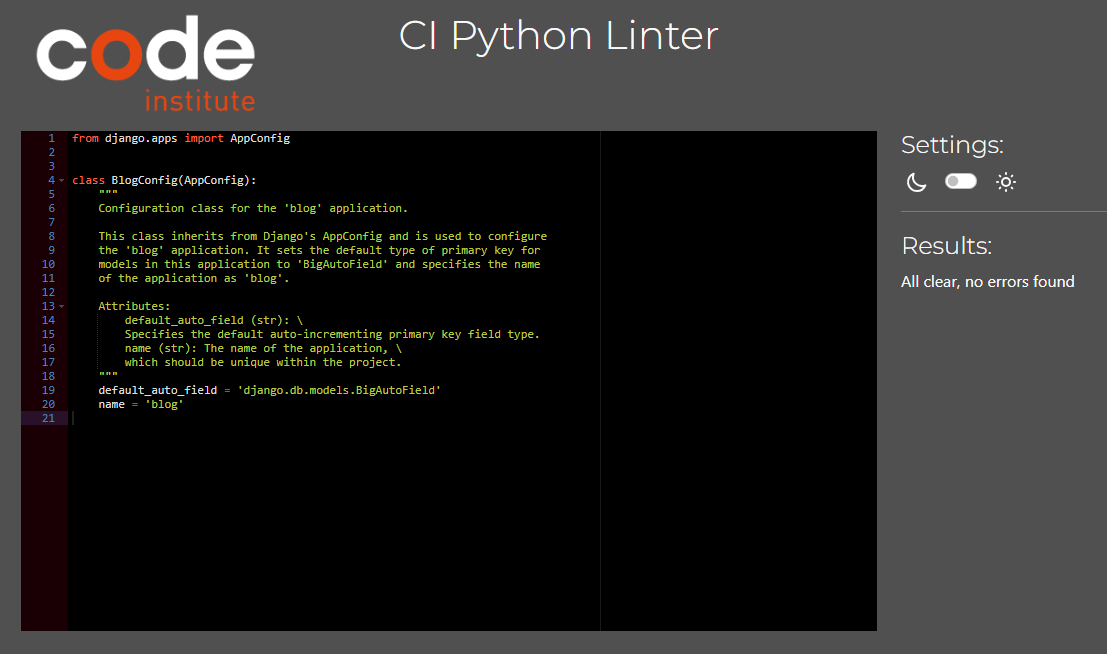 code
institute
CI Python Linter
1 from django.apps import AppConfig
2
3
4 class BlogConfig(AppConfig):
5     """
6     Configuration class for the 'blog' application.
7
8     This class inherits from Django's AppConfig and is used to configure
9     the 'blog' application. It sets the default type of primary key for
10     models in this application to 'BigAutoField' and specifies the name
11     of the application as 'blog'.
12
13     Attributes:
14         default_auto_field (str): \
15         Specifies the default auto-incrementing primary key field type.
16         name (str): The name of the application, \
17         which should be unique within the project.
18     """
19     default_auto_field = 'django.db.models.BigAutoField'
20     name = 'blog'
21
Settings:
Results:
All clear, no errors found